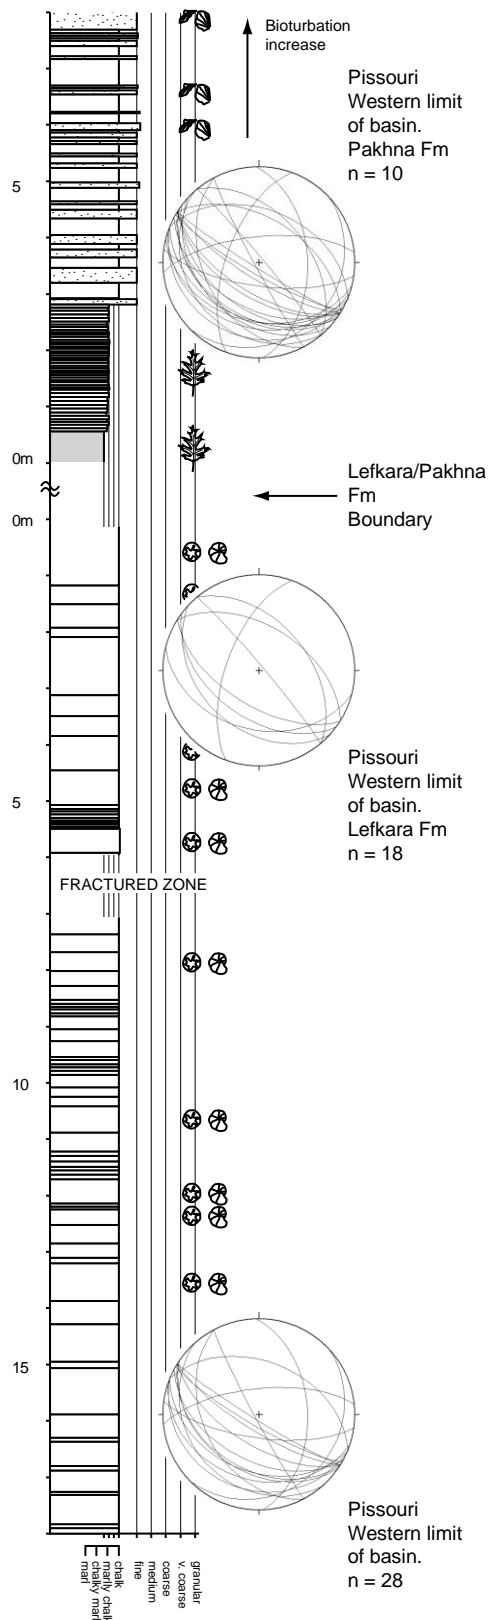 Bioturbation
increase
Pissouri
Western limit
of basin.
Pakhna Fm
n = 10
5
0m
Lefkara/Pakhna
Fm
Boundary
0m
Pissouri
Western limit
of basin.
Lefkara Fm
n = 18
5
FRACTURED ZONE
10
15
Pissouri
Western limit
of basin.
n = 28
marl
chalky marl
marlly chalk
chalk
fine
medium
coarse
v. coarse
granular